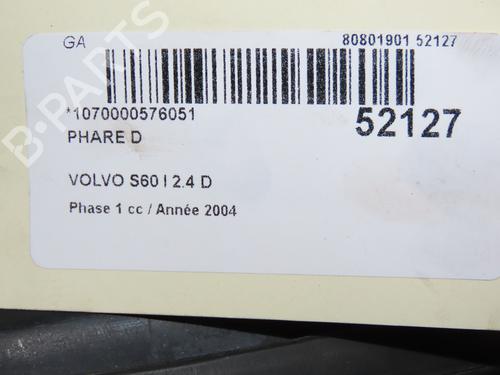 GA 80801901 52127
*1070000576051 52127
PHARE D
VOLVO S60 I 2.4 D
Phase 1 cc / Année 2004
B-PARTS